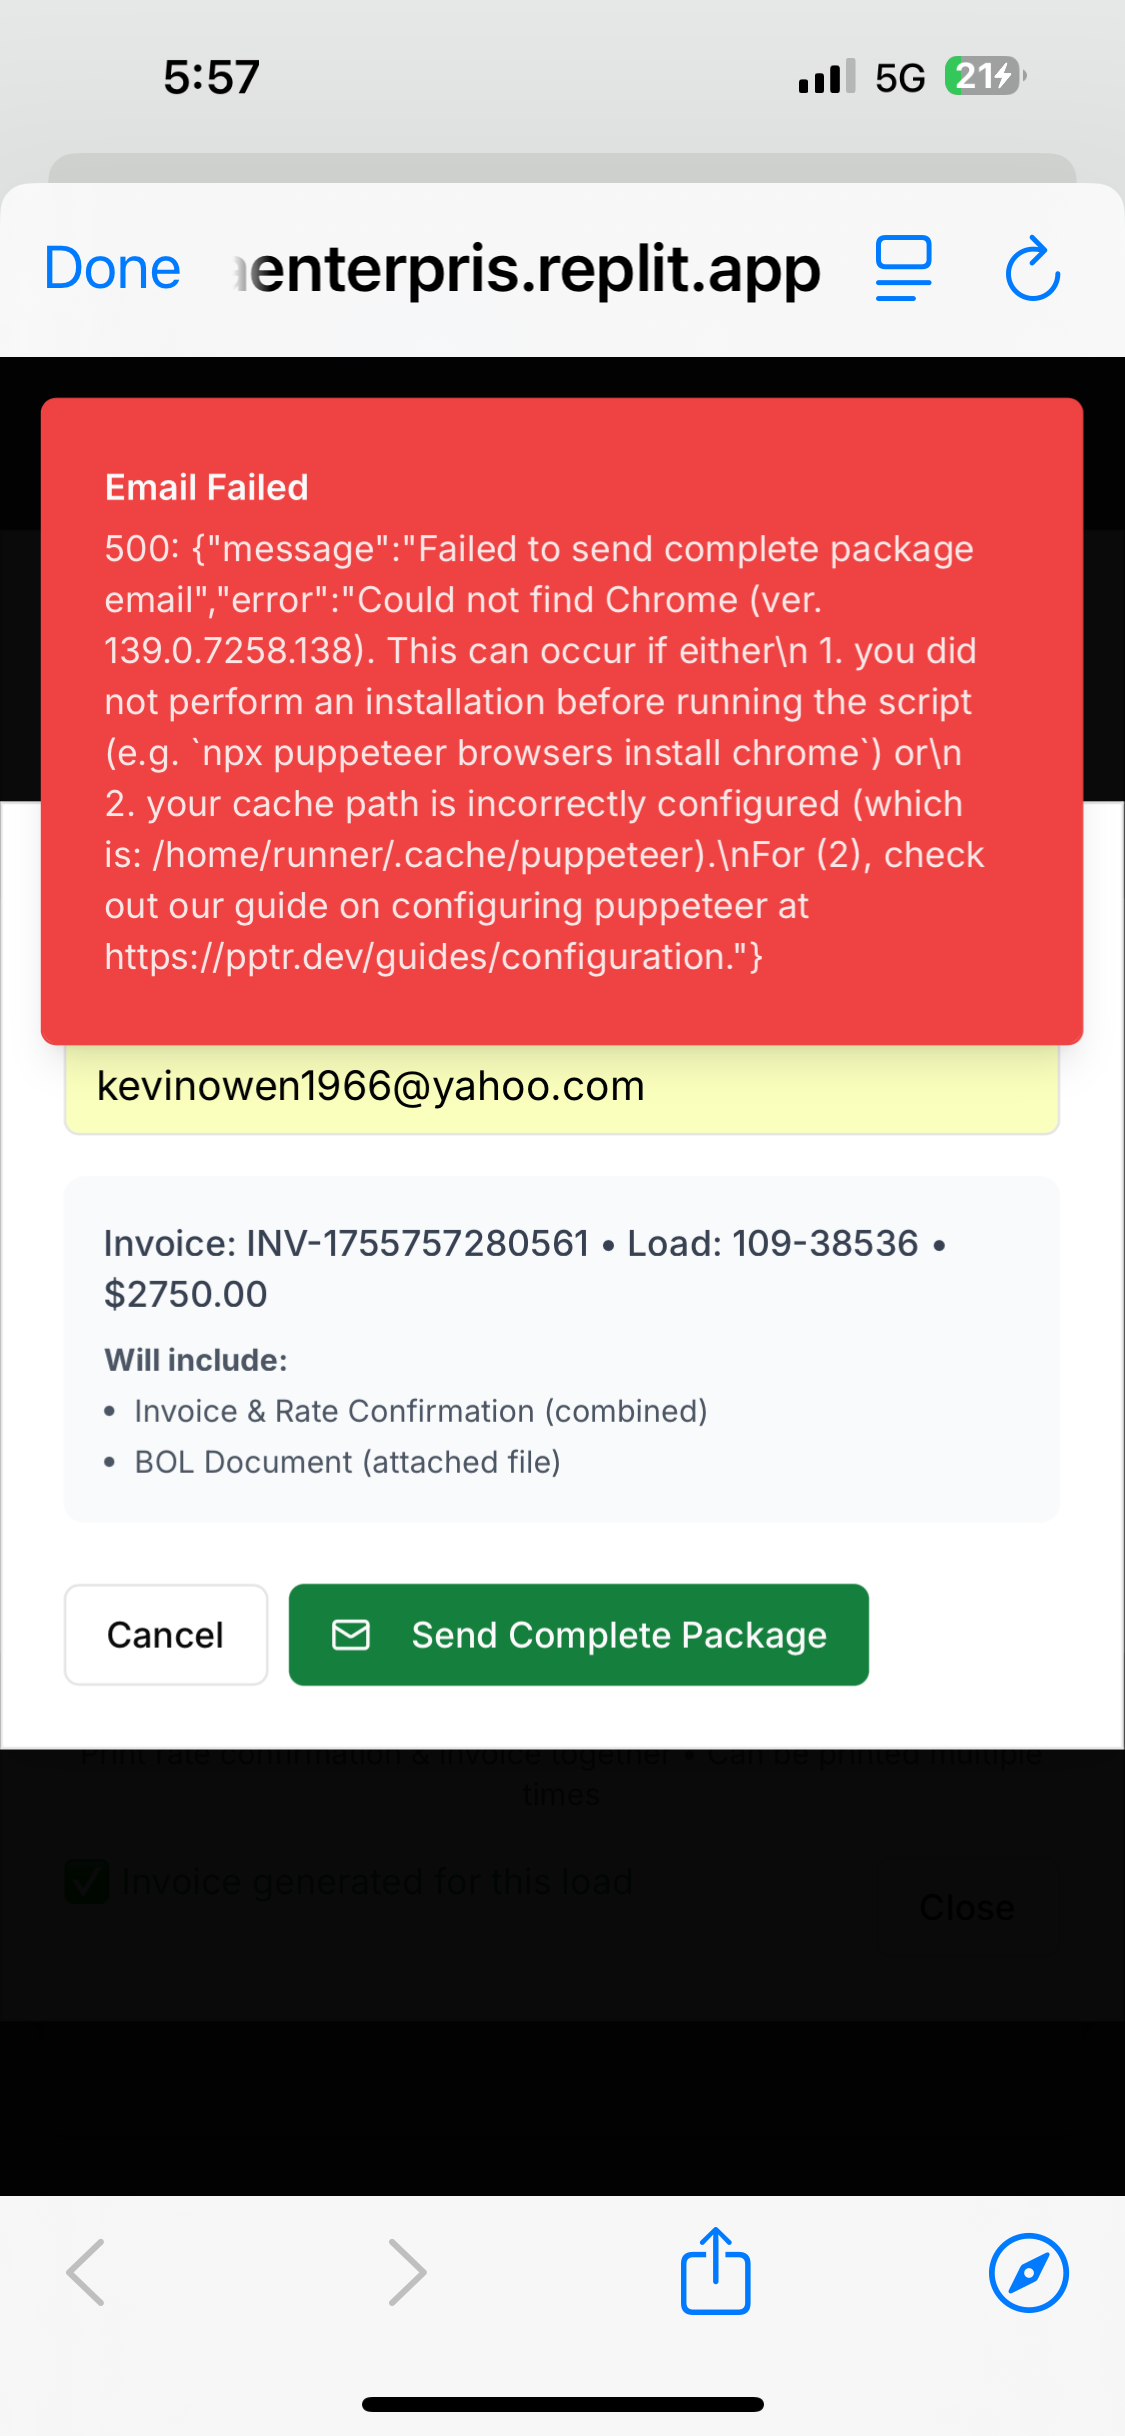 5:57
5G
21
Done
enterpris.replit.app
Email Failed
500: {"message":"Failed to send complete package
email","error":"Could not find Chrome (ver.
139.0.7258.138). This can occur if either\n 1. you did
not perform an installation before running the script
(e.g. `npx puppeteer browsers install chrome`) or\n
2. your cache path is incorrectly configured (which
is: /home/runner/.cache/puppeteer).\nFor (2), check
out our guide on configuring puppeteer at
https://pptr.dev/guides/configuration."}
kevinowen1966@yahoo.com
Invoice: INV-1755757280561 • Load: 109-38536 •
$2750.00
Will include:
• Invoice & Rate Confirmation (combined)
• BOL Document (attached file)
Cancel
Send Complete Package
Print rate confirmation & invoice together • Can be printed multiple
times
✅ Invoice generated for this load
Close